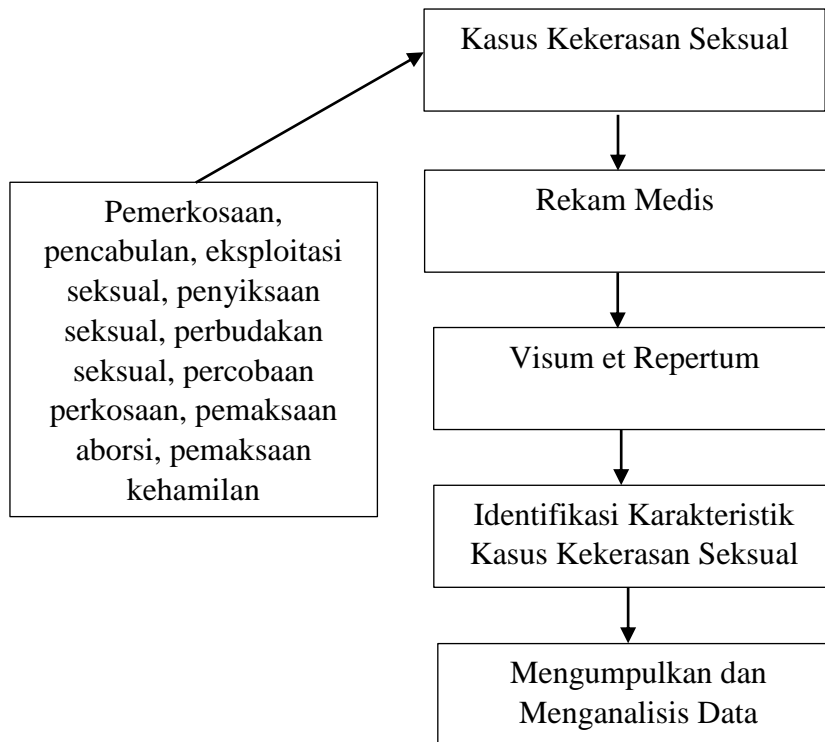 Kasus Kekerasan Seksual
Pemerkosaan,
pencabulan, eksploitasi
seksual, penyiksaan
seksual, perbudakan
seksual, percobaan
perkosaan, pemaksaan
aborsi, pemaksaan
kehamilan
Rekam Medis
Visum et Repertum
Identifikasi Karakteristik
Kasus Kekerasan Seksual
Mengumpulkan dan
Menganalisis Data